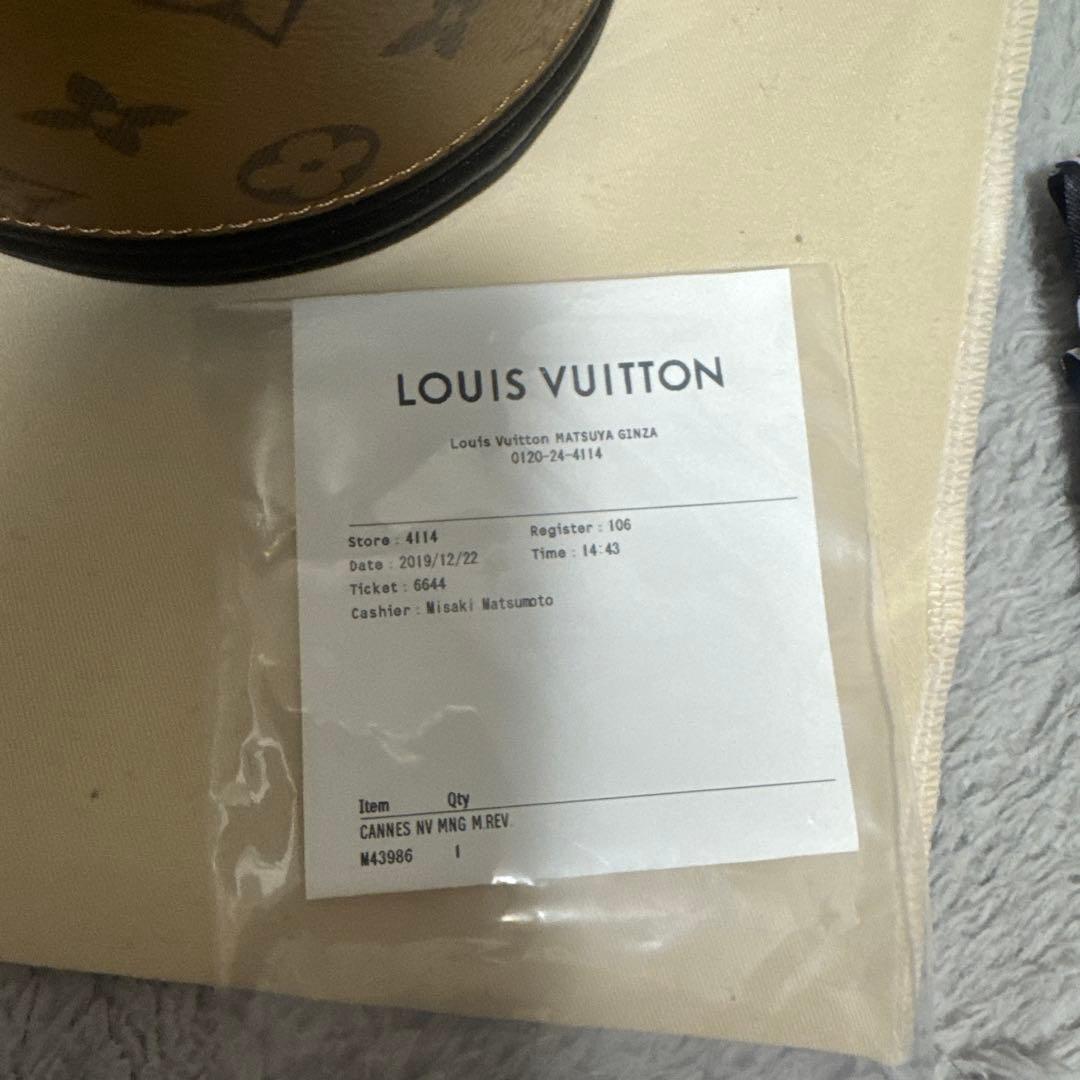 LOUIS VUITTON
Louis Vuitton MATSUYA GINZA
0120-24-4114
Store : 4114 Register : 106
Date : 2019/12/22 Time : 14:43
Ticket : 6644
Cashier : Misaki Matsumoto
Item Qty
CANNES NV MNG M.REV.
M43986 1